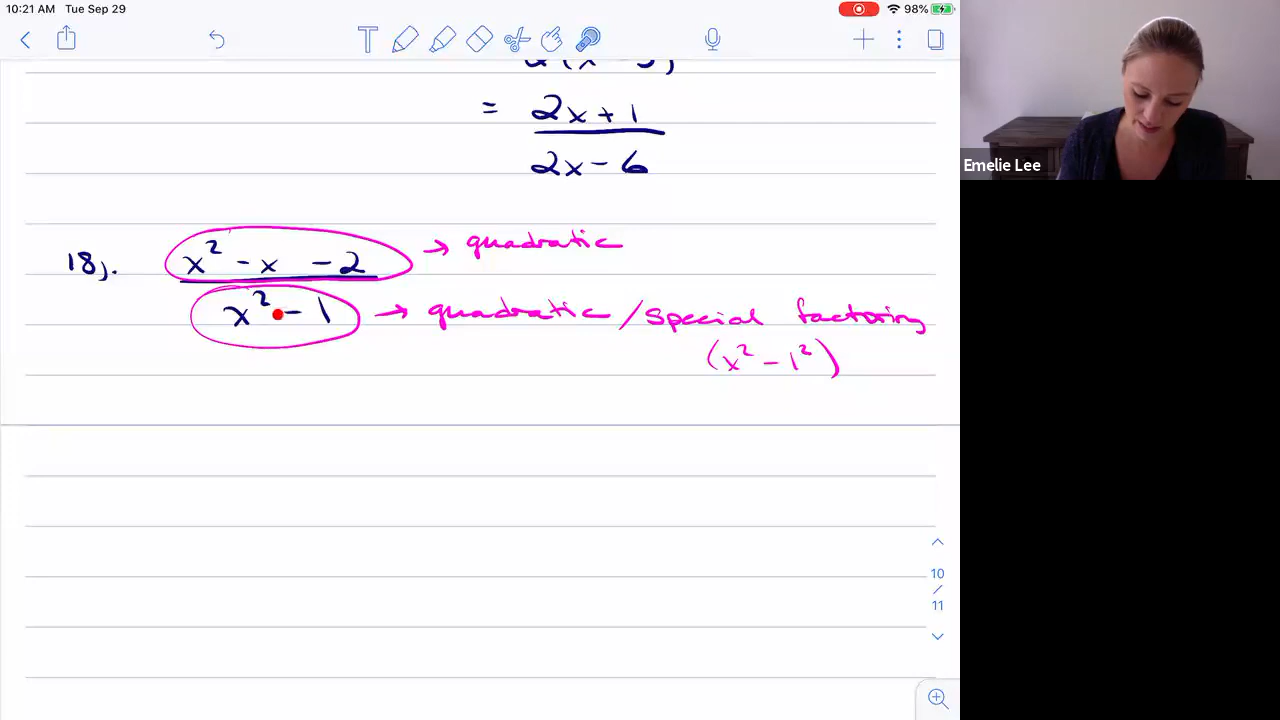 10:21 AM Tue Sep 29
98%
= 2x + 1
2x - 6
18). x² - x - 2 → quadratic
x² - 1 → quadratic / special factoring
(x² - 1²)
Emelie Lee
10
/
11